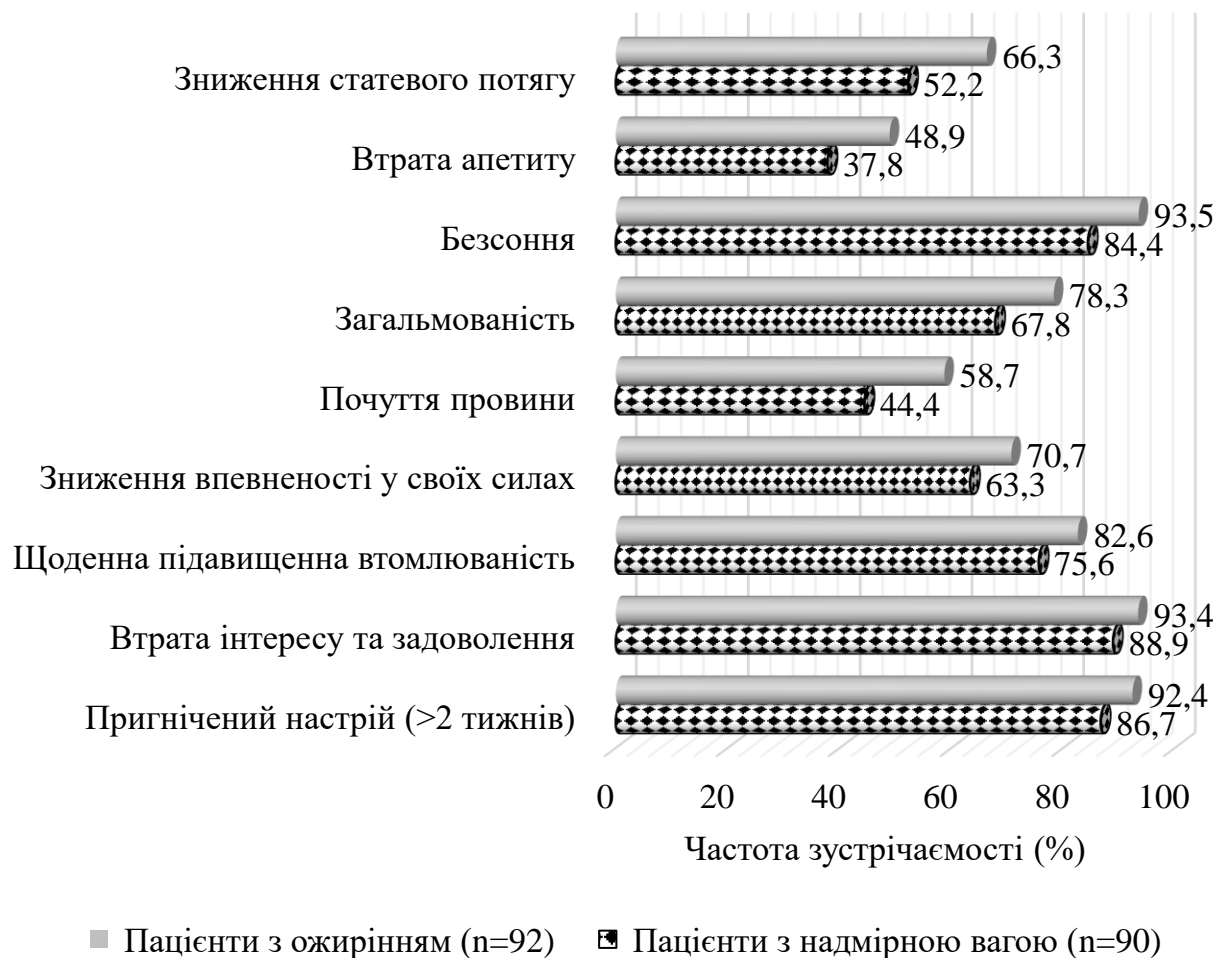 Зниження статевого потягу
66,3
52,2
Втрата апетиту
48,9
37,8
Безсоння
93,5
84,4
Загальмованість
78,3
67,8
Почуття провини
58,7
44,4
Зниження впевненості у своїх силах
70,7
63,3
Щоденна підавищенна втомлюваність
82,6
75,6
Втрата інтересу та задоволення
93,4
88,9
Пригнічений настрій (>2 тижнів)
92,4
86,7
0 20 40 60 80 100
Частота зустрічаємості (%)
Пацієнти з ожирінням (n=92) Пацієнти з надмірною вагою (n=90)